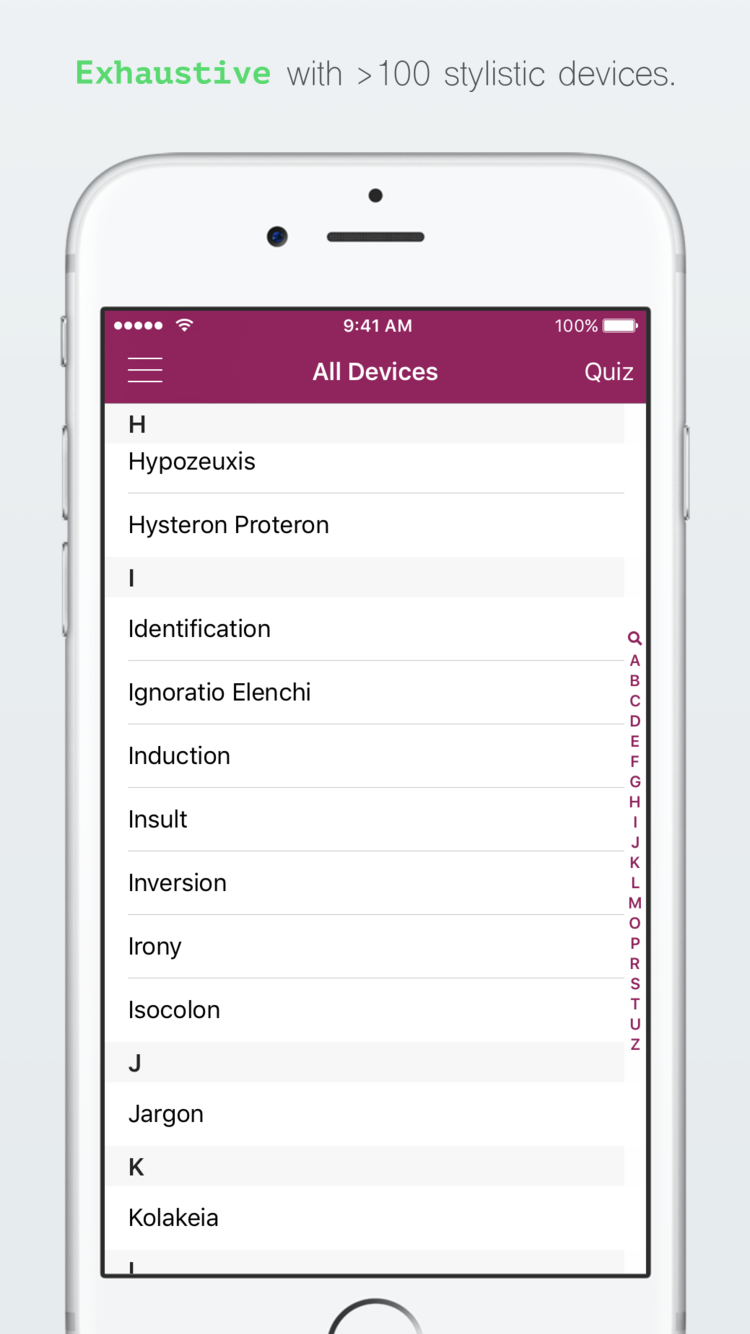 Exhaustive with >100 stylistic devices.
9:41 AM 100%
All Devices Quiz
H
Hypozeuxis
Hysteron Proteron
I
Identification
Ignoratio Elenchi
Induction
Insult
Inversion
Irony
Isocolon
J
Jargon
K
Kolakeia
A
B
C
D
E
F
G
H
I
J
K
L
M
O
P
R
S
T
U
Z